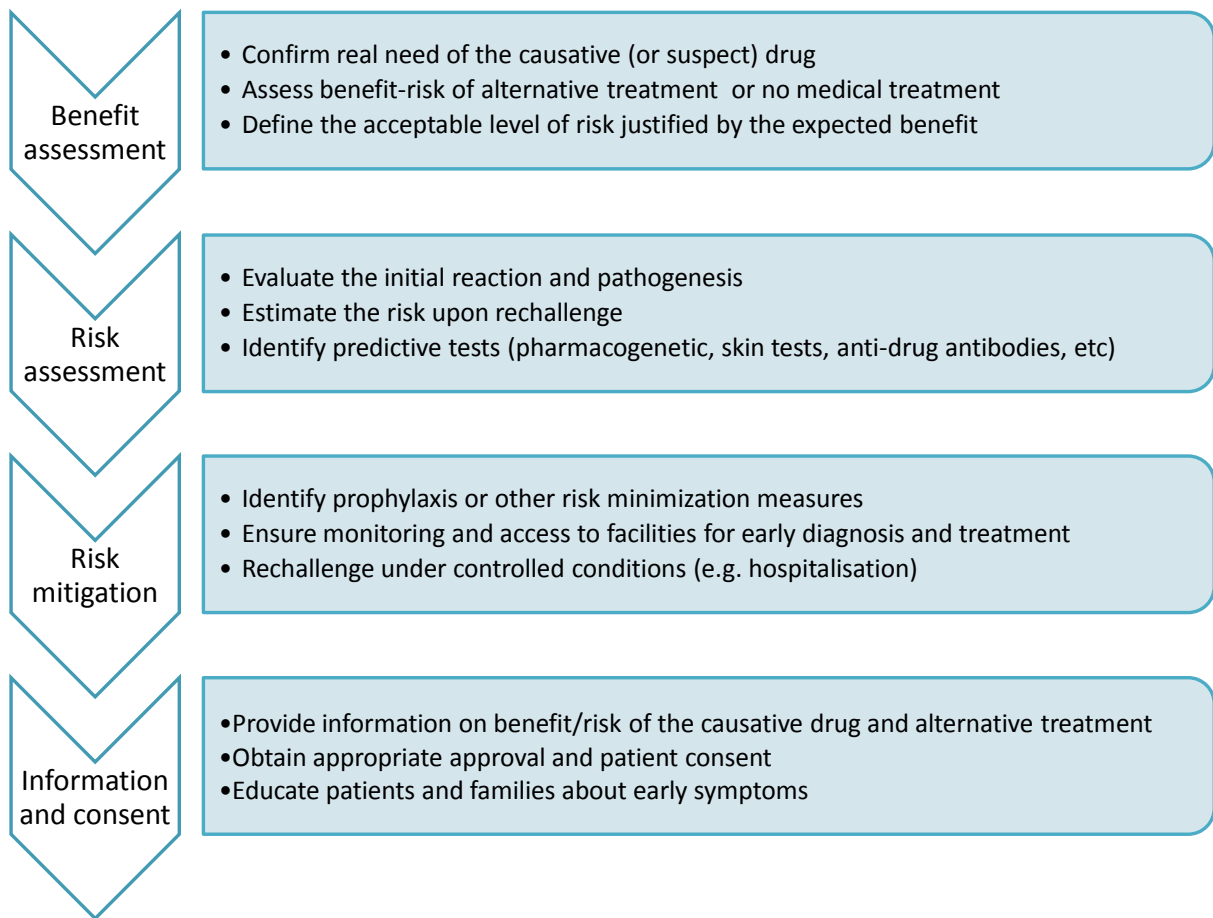 Benefit
assessment
• Confirm real need of the causative (or suspect) drug
• Assess benefit-risk of alternative treatment  or no medical treatment
• Define the acceptable level of risk justified by the expected benefit
Risk
assessment
• Evaluate the initial reaction and pathogenesis
• Estimate the risk upon rechallenge
• Identify predictive tests (pharmacogenetic, skin tests, anti-drug antibodies, etc)
Risk
mitigation
• Identify prophylaxis or other risk minimization measures
• Ensure monitoring and access to facilities for early diagnosis and treatment
• Rechallenge under controlled conditions (e.g. hospitalisation)
Information
and consent
•Provide information on benefit/risk of the causative drug and alternative treatment
•Obtain appropriate approval and patient consent
•Educate patients and families about early symptoms